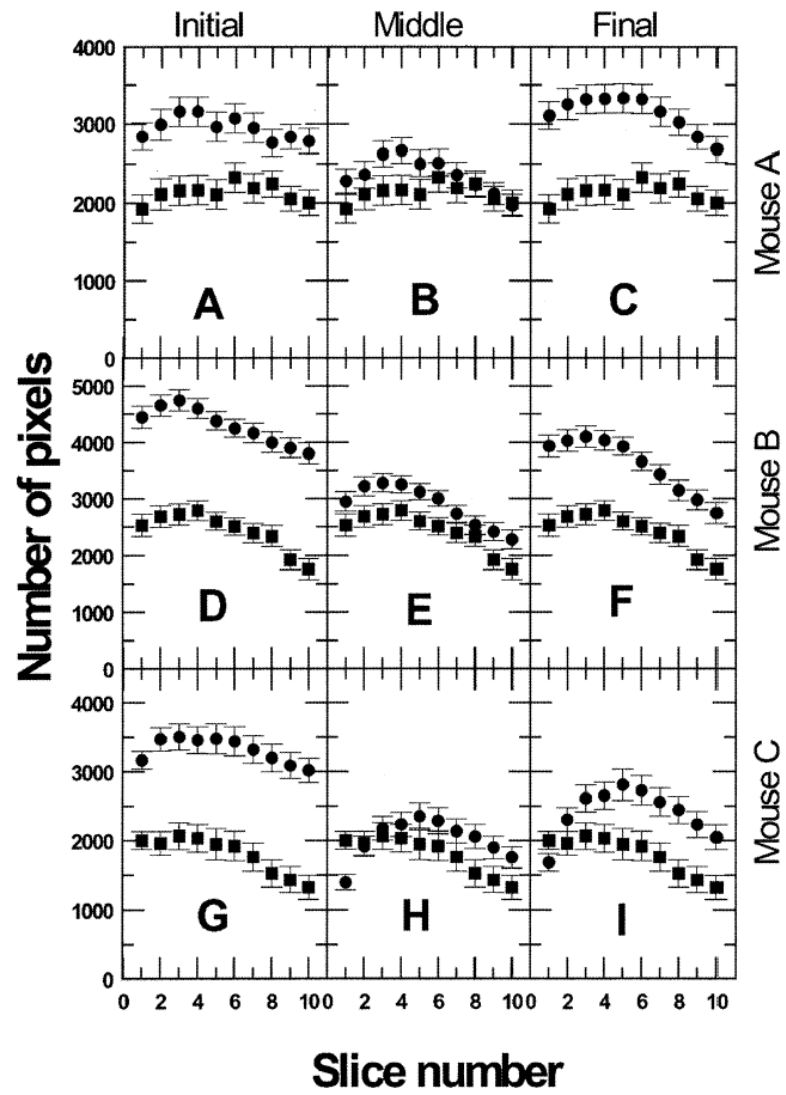 Initial Middle Final
4000
3000
2000
1000
0
A B C
Mouse A
5000
4000
3000
2000
1000
0
D E F
Mouse B
4000
3000
2000
1000
0
G H I
Mouse C
0 2 4 6 8 10 0 2 4 6 8 10 0 2 4 6 8 10
Number of pixels
Slice number